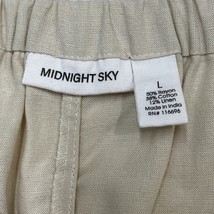 MIDNIGHT SKY
L
50% Rayon
38% Cotton
12% Linen
Made in India
RN# 116696